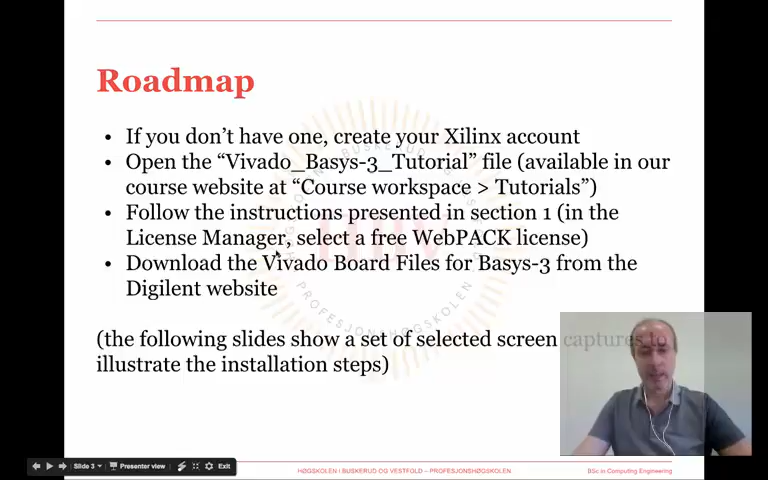 Roadmap
• If you don't have one, create your Xilinx account
• Open the “Vivado_Basys-3_Tutorial” file (available in our
course website at “Course workspace > Tutorials”)
• Follow the instructions presented in section 1 (in the
License Manager, select a free WebPACK license)
• Download the Vivado Board Files for Basys-3 from the
Digilent website
(the following slides show a set of selected screen captures to
illustrate the installation steps)
Slide 3 Presenter view Exit
HØGSKOLEN I BUSKERUD OG VESTFOLD – PROFESJONSHØGSKOLEN
BSc in Computing Engineering